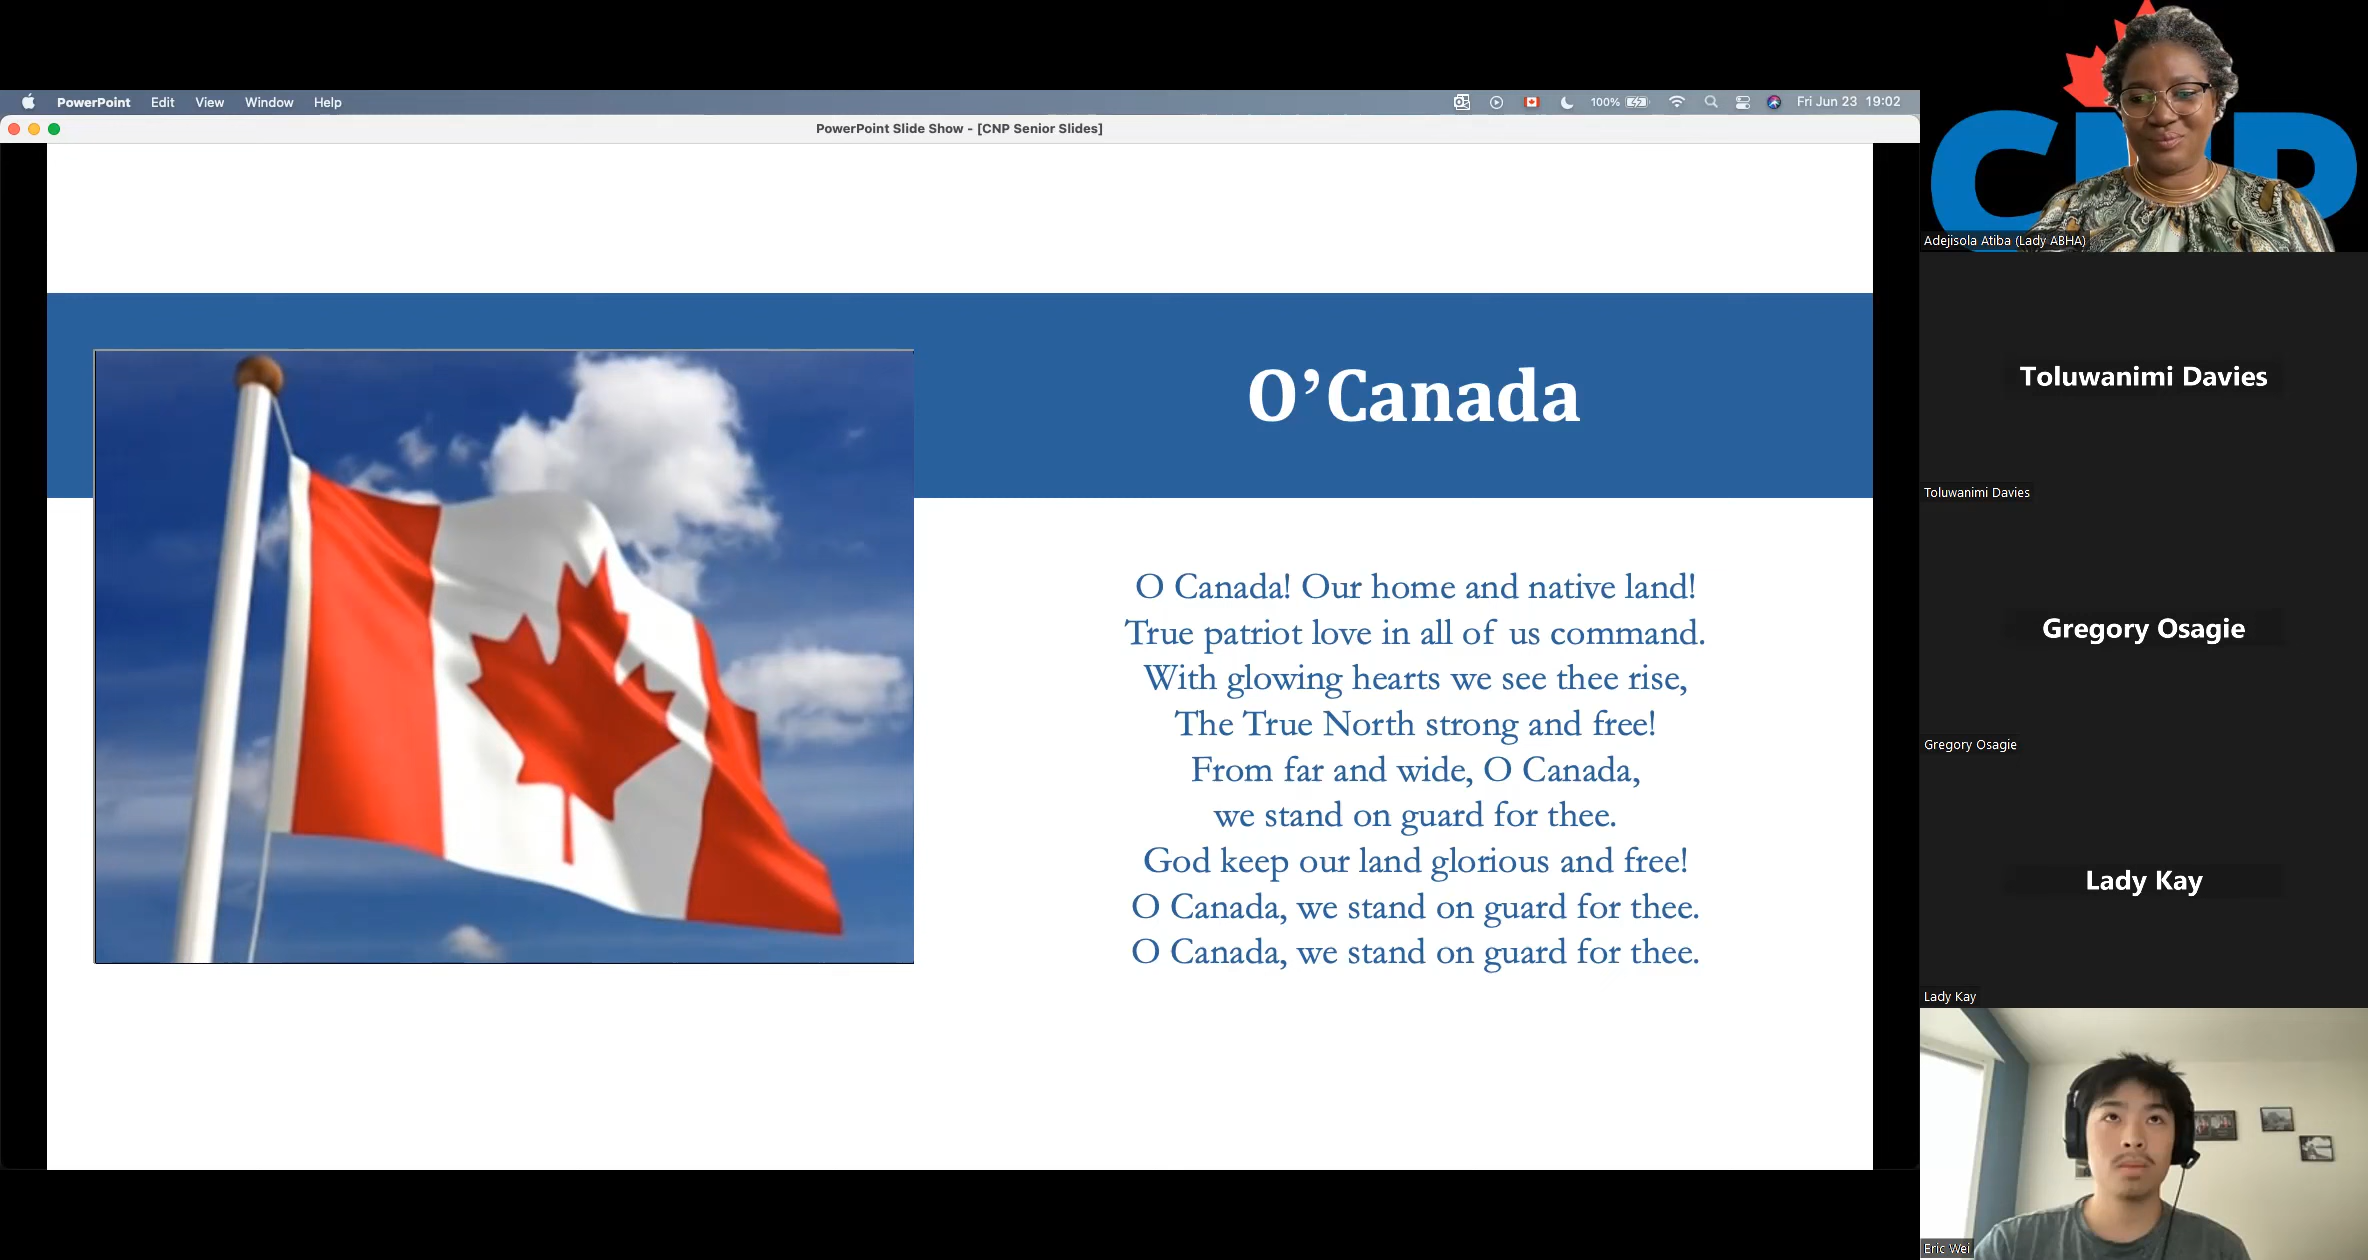 PowerPoint Edit View Window Help
100% Fri Jun 23 19:02
PowerPoint Slide Show - [CNP Senior Slides]
O’Canada
O Canada! Our home and native land!
True patriot love in all of us command.
With glowing hearts we see thee rise,
The True North strong and free!
From far and wide, O Canada,
we stand on guard for thee.
God keep our land glorious and free!
O Canada, we stand on guard for thee.
O Canada, we stand on guard for thee.
CNP
Adejisola Atiba (Lady ABHA)
Toluwanimi Davies
Toluwanimi Davies
Gregory Osagie
Gregory Osagie
Lady Kay
Lady Kay
Eric Wei